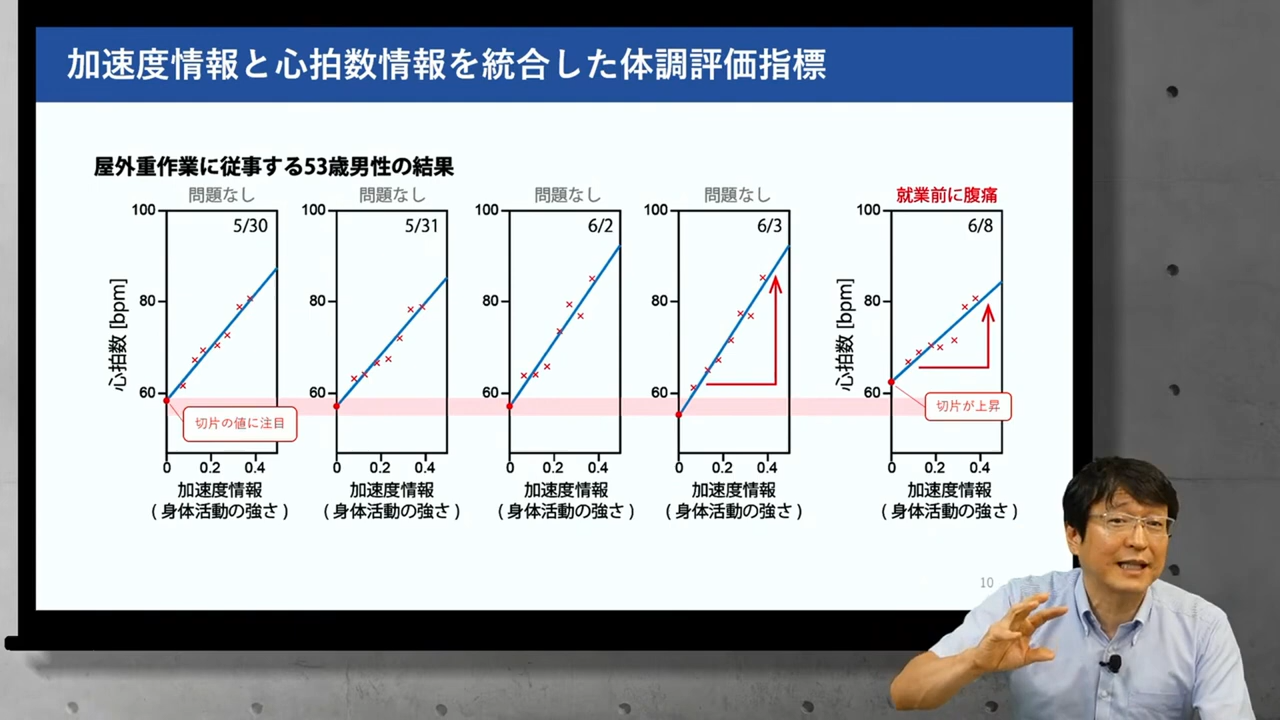 加速度情報と心拍数情報を統合した体調評価指標
屋外重作業に従事する53歳男性の結果
問題なし
問題なし
問題なし
問題なし
就業前に腹痛
100
80
60
心拍数 [bpm]
5/30
切片の値に注目
0 0.2 0.4
加速度情報
( 身体活動の強さ )
100
80
60
5/31
0 0.2 0.4
加速度情報
( 身体活動の強さ )
100
80
60
6/2
0 0.2 0.4
加速度情報
( 身体活動の強さ )
100
80
60
6/3
0 0.2 0.4
加速度情報
( 身体活動の強さ )
100
80
60
心拍数 [bpm]
6/8
切片が上昇
0 0.2 0.4
加速度情報
( 身体活動の強さ )
10